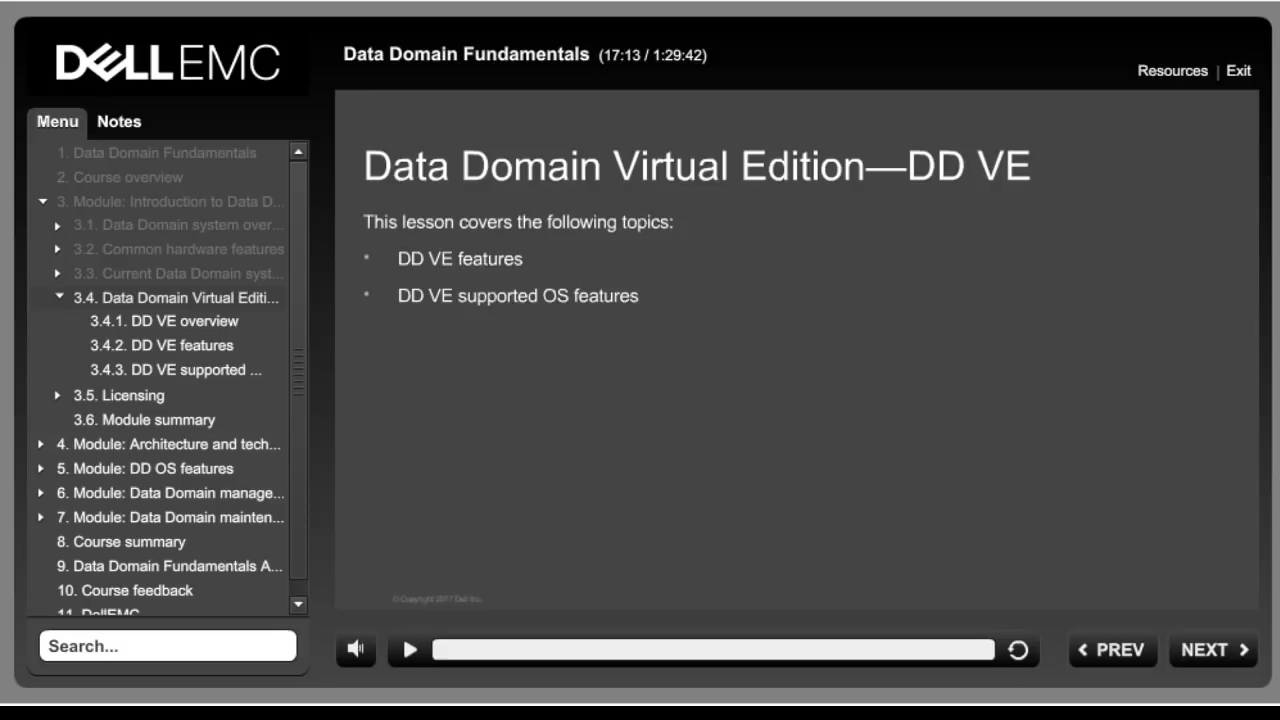 DELLEMC
Data Domain Fundamentals (17:13 / 1:29:42)
Resources | Exit
Menu Notes
1. Data Domain Fundamentals
2. Course overview
3. Module: Introduction to Data D...
3.1. Data Domain system over...
3.2. Common hardware features
3.3. Current Data Domain syst...
3.4. Data Domain Virtual Editi...
3.4.1. DD VE overview
3.4.2. DD VE features
3.4.3. DD VE supported ...
3.5. Licensing
3.6. Module summary
4. Module: Architecture and tech...
5. Module: DD OS features
6. Module: Data Domain manage...
7. Module: Data Domain mainten...
8. Course summary
9. Data Domain Fundamentals A...
10. Course feedback
11. DellEMC
Search...
Data Domain Virtual Edition—DD VE
This lesson covers the following topics:
• DD VE features
• DD VE supported OS features
© Copyright 2017 Dell Inc.
PREV
NEXT